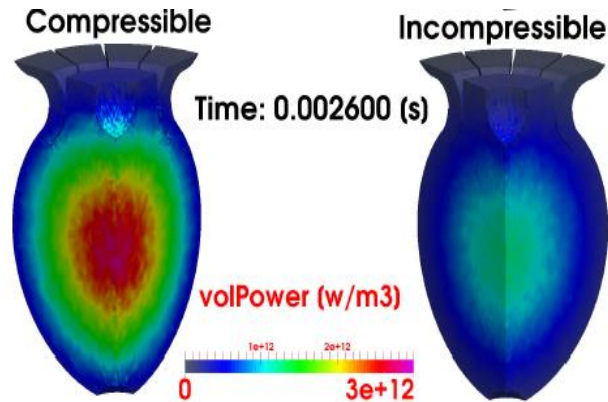 Compressible
Incompressible
Time: 0.002600 (s)
volPower (w/m3)
1e+12 2e+12
0 3e+12